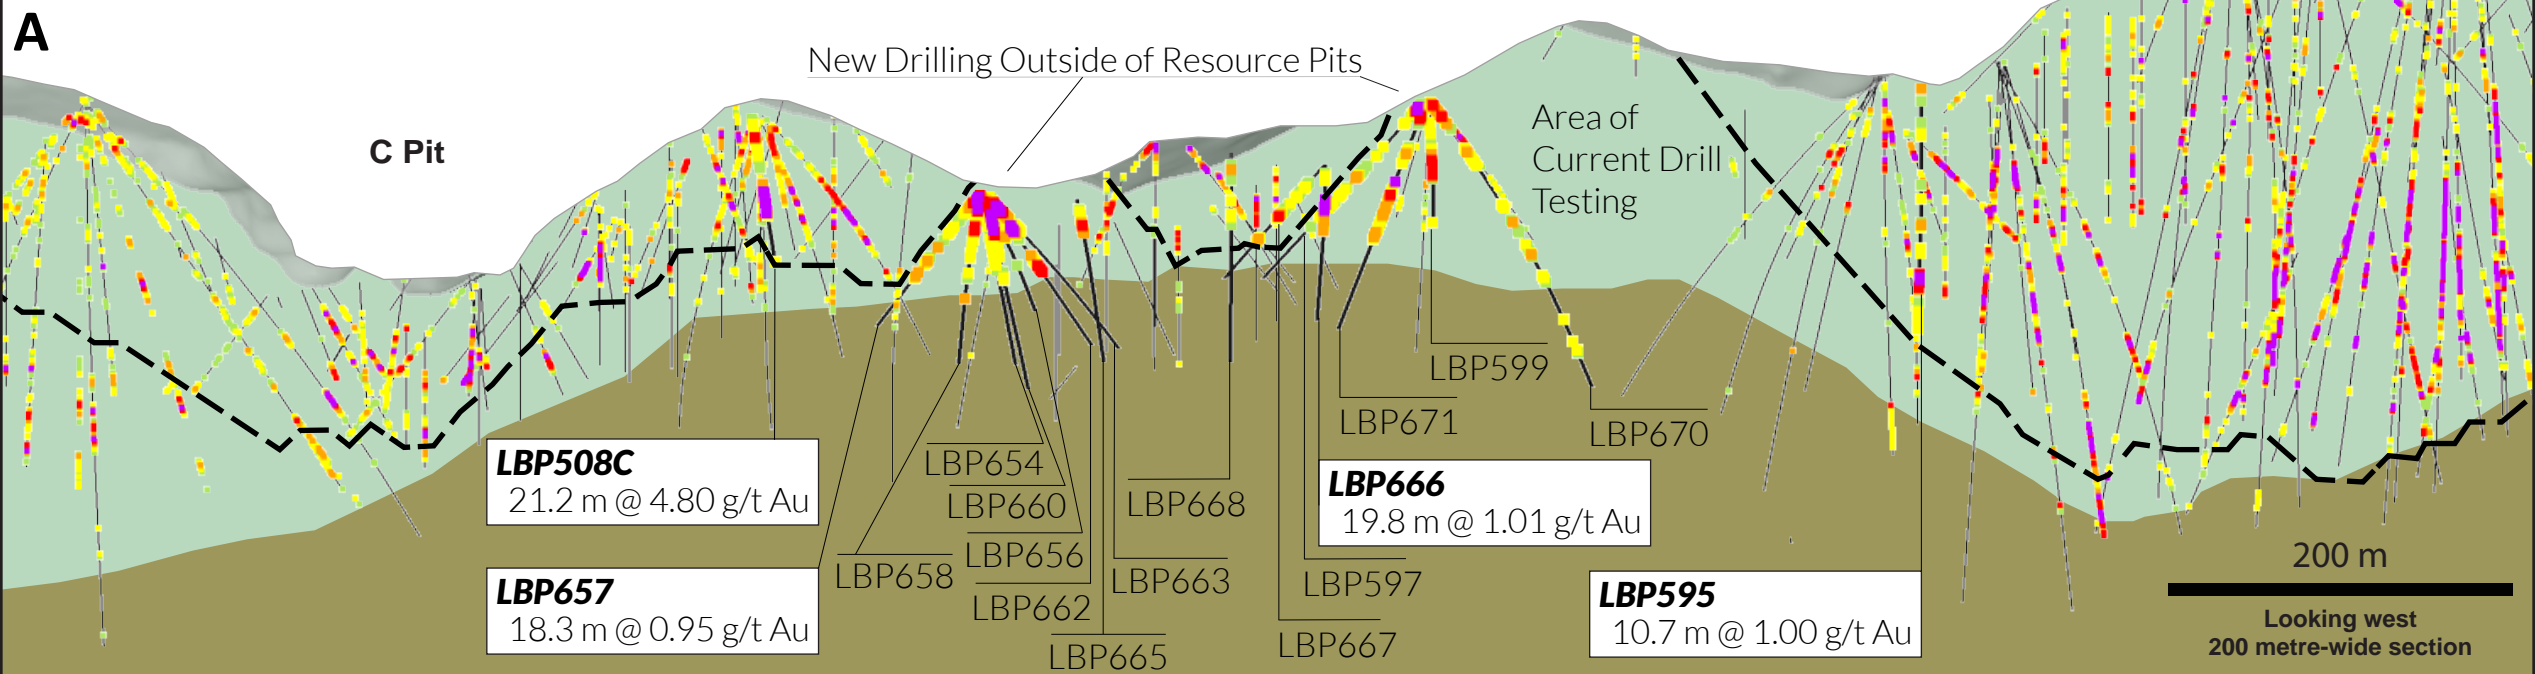 A
New Drilling Outside of Resource Pits
C Pit
Area of
Current Drill
Testing
LBP599
LBP671
LBP670
LBP508C
21.2 m @ 4.80 g/t Au
LBP654
LBP660
LBP668
LBP666
19.8 m @ 1.01 g/t Au
LBP656
LBP658
LBP663
LBP597
LBP657
18.3 m @ 0.95 g/t Au
LBP662
LBP667
LBP665
LBP595
10.7 m @ 1.00 g/t Au
200 m
Looking west
200 metre-wide section